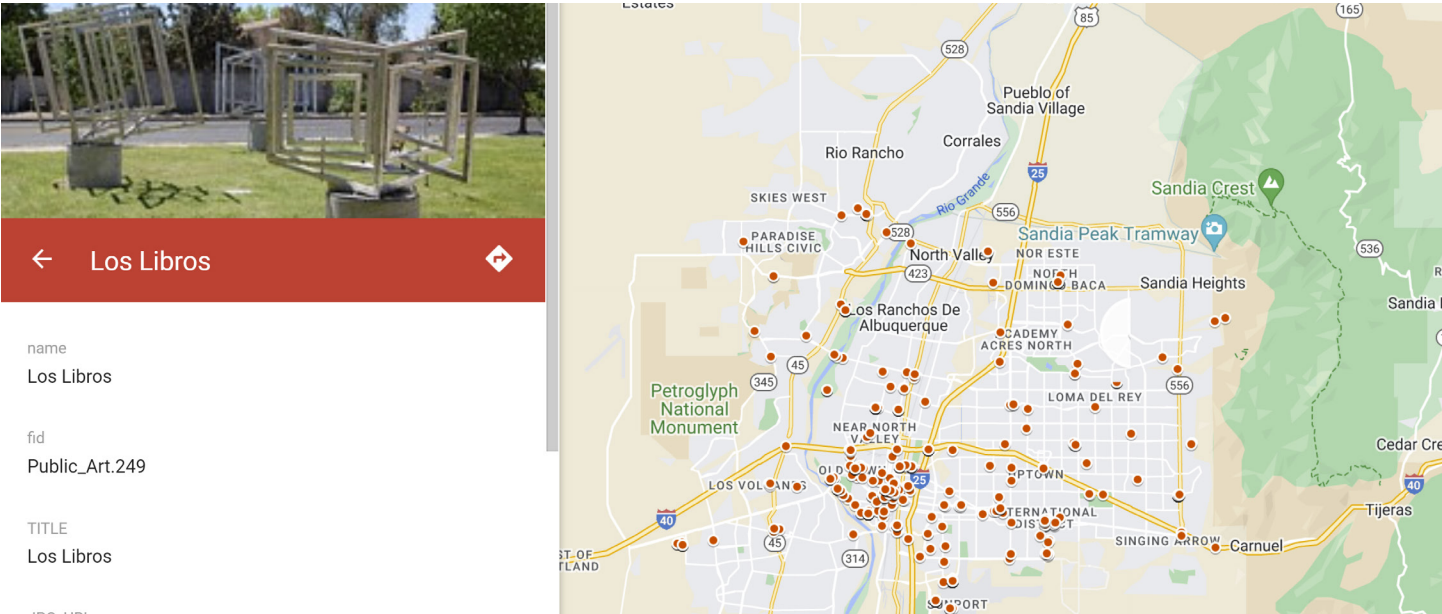 Los Libros
name
Los Libros
fid
Public_Art.249
TITLE
Los Libros
Estates
85
165
528
Pueblo of
Sandia Village
Corrales
Rio Rancho
25
Sandia Crest
SKIES WEST
Rio Grande
556
528
Sandia Peak Tramway
PARADISE
HILLS CIVIC
536
North Valley
NOR ESTE
423
NORTH
DOMINGO BACA
Sandia Heights
Sandia
Los Ranchos De
Albuquerque
ACADEMY
ACRES NORTH
45
345
556
Petroglyph
National
Monument
LOMA DEL REY
NEAR NORTH
VALLEY
Cedar Cre
OLD TOWN
UPTOWN
25
LOS VOLCANS
40
40
Tijeras
INTERNATIONAL
DISTRICT
45
SINGING ARROW
Carnuel
ST OF
TLAND
314
SUNPORT